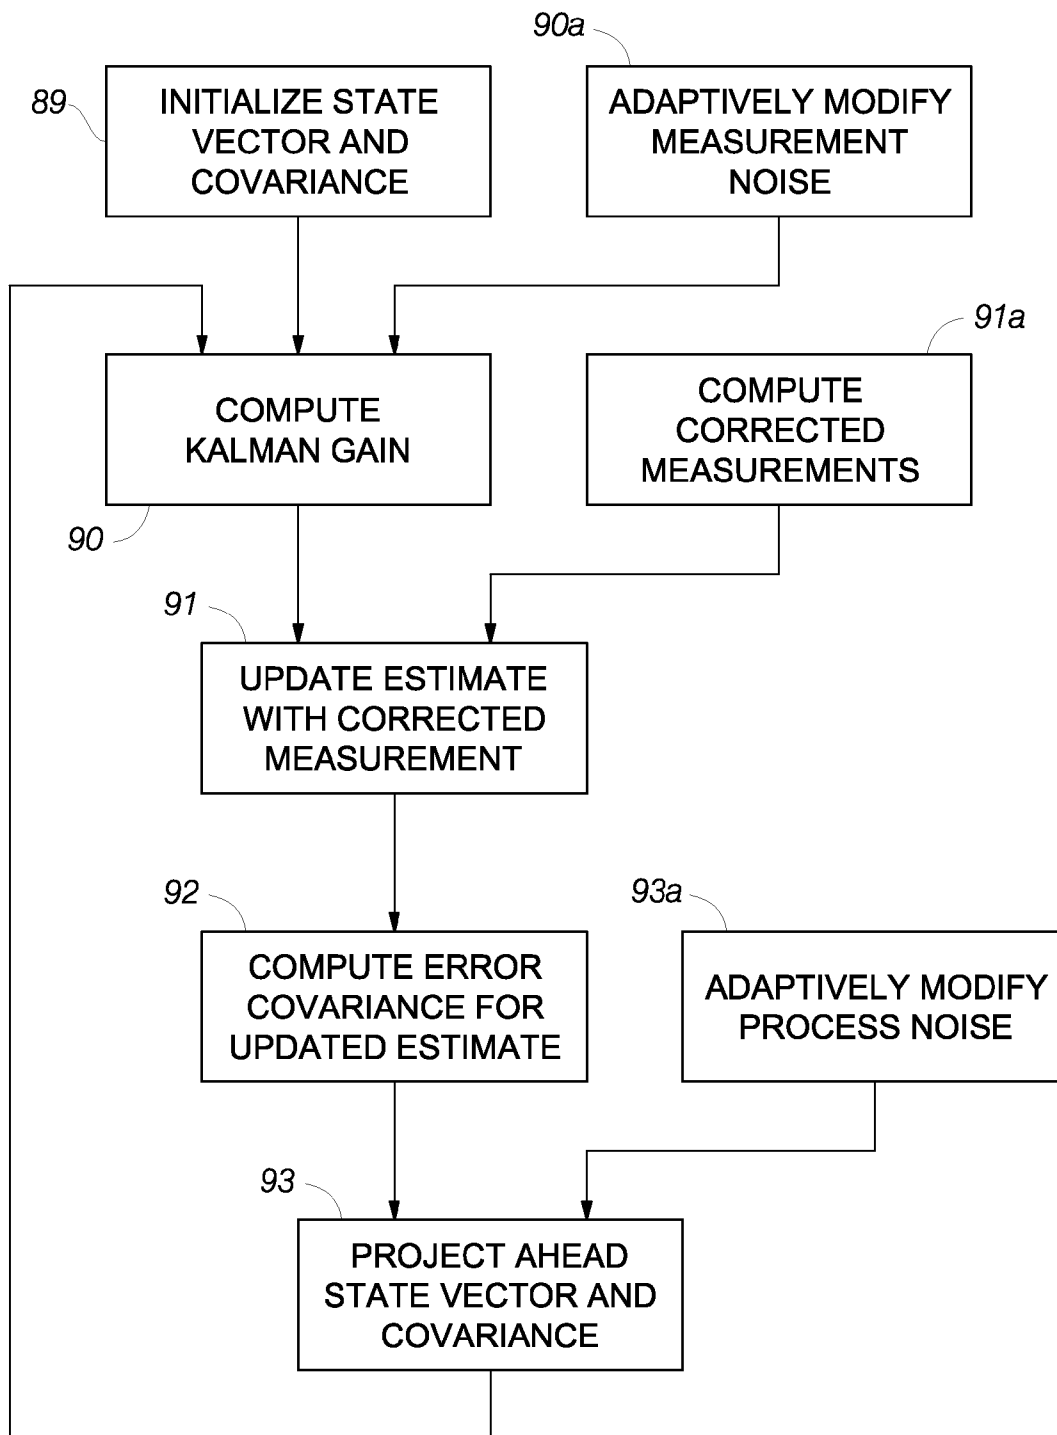 90a
89
INITIALIZE STATE
VECTOR AND
COVARIANCE
ADAPTIVELY MODIFY
MEASUREMENT
NOISE
91a
COMPUTE
KALMAN GAIN
90
COMPUTE
CORRECTED
MEASUREMENTS
91
UPDATE ESTIMATE
WITH CORRECTED
MEASUREMENT
92
COMPUTE ERROR
COVARIANCE FOR
UPDATED ESTIMATE
93a
ADAPTIVELY MODIFY
PROCESS NOISE
93
PROJECT AHEAD
STATE VECTOR AND
COVARIANCE